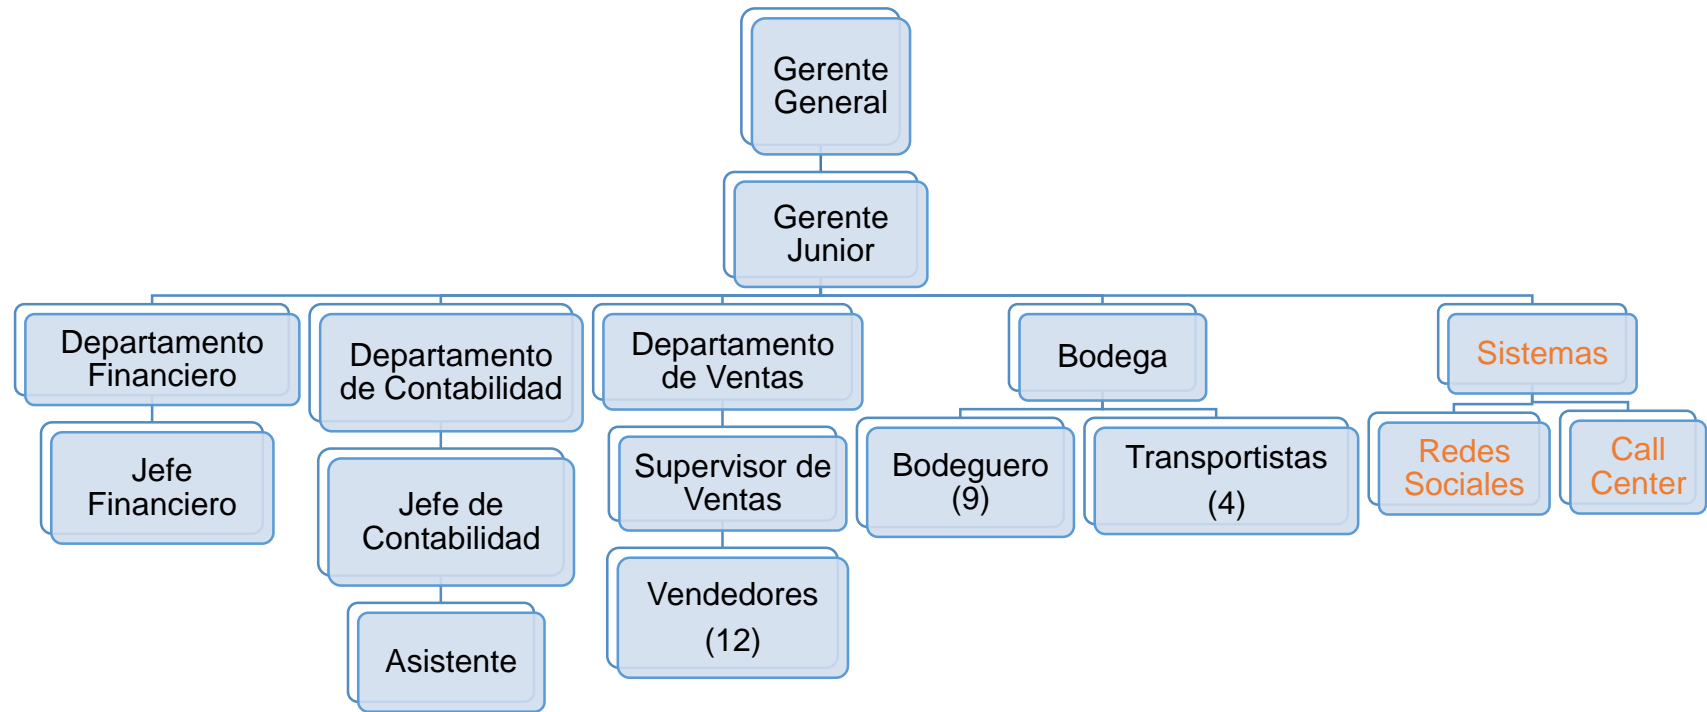 Gerente
General
Gerente
Junior
Departamento
Financiero
Departamento
de Contabilidad
Departamento
de Ventas
Bodega
Sistemas
Jefe
Financiero
Jefe de
Contabilidad
Asistente
Supervisor de
Ventas
Vendedores
(12)
Bodeguero
(9)
Transportistas
(4)
Redes
Sociales
Call
Center